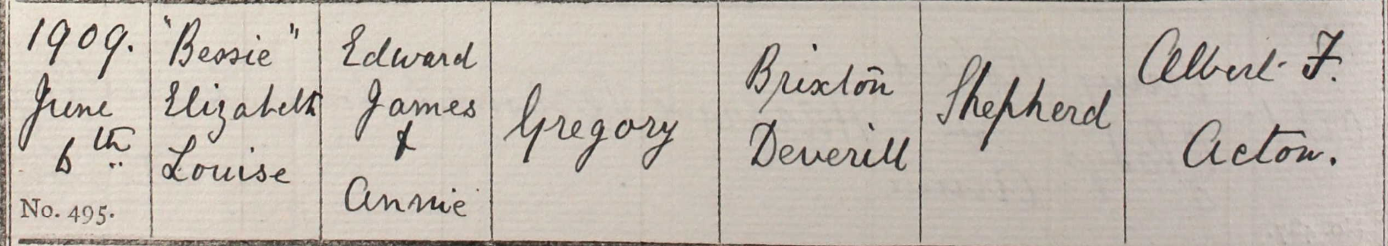 1909.
June
6th
No. 495.
"Bessie"
Elizabeth
Louise
Edward
James
&
Annie
Gregory
Brixton
Deverill
Shepherd
Albert F.
Acton.